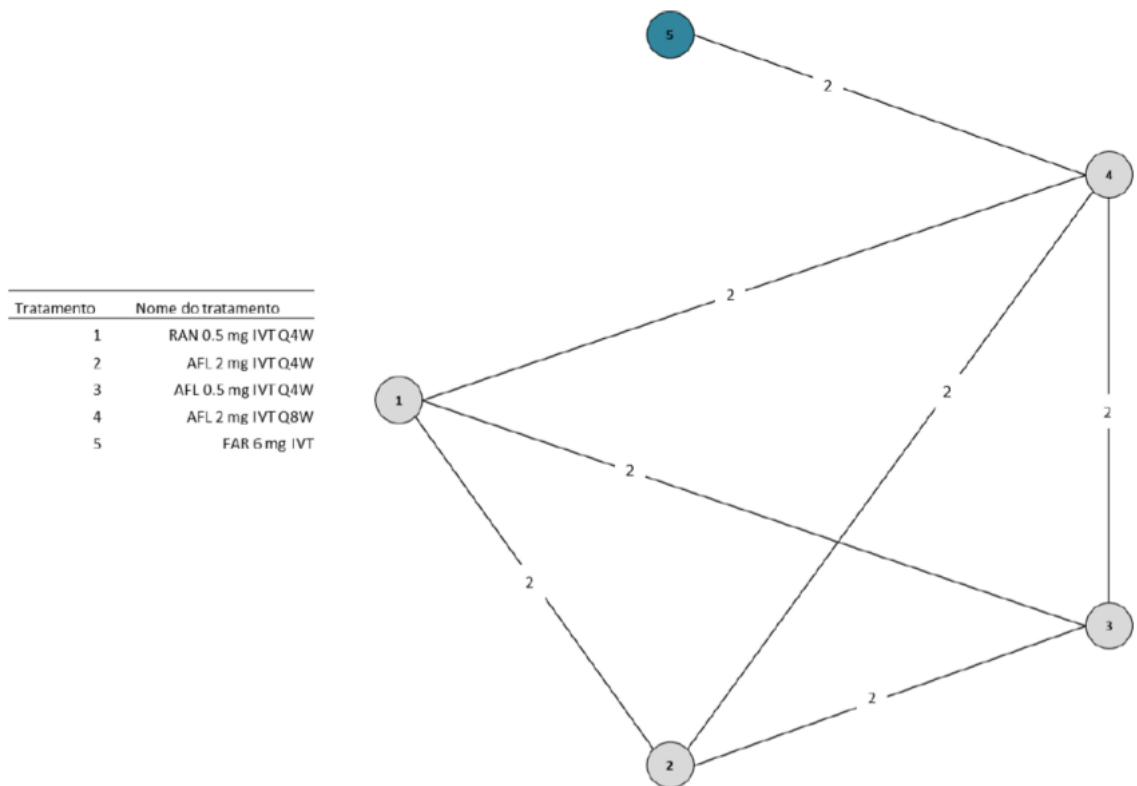 5
2
4
2
Tratamento Nome do tratamento
1 RAN 0.5 mg IVT Q4W
2 AFL 2 mg IVT Q4W
3 AFL 0.5 mg IVT Q4W
4 AFL 2 mg IVT Q8W
5 FAR 6 mg IVT
2
2
1
2
2
3
2
2